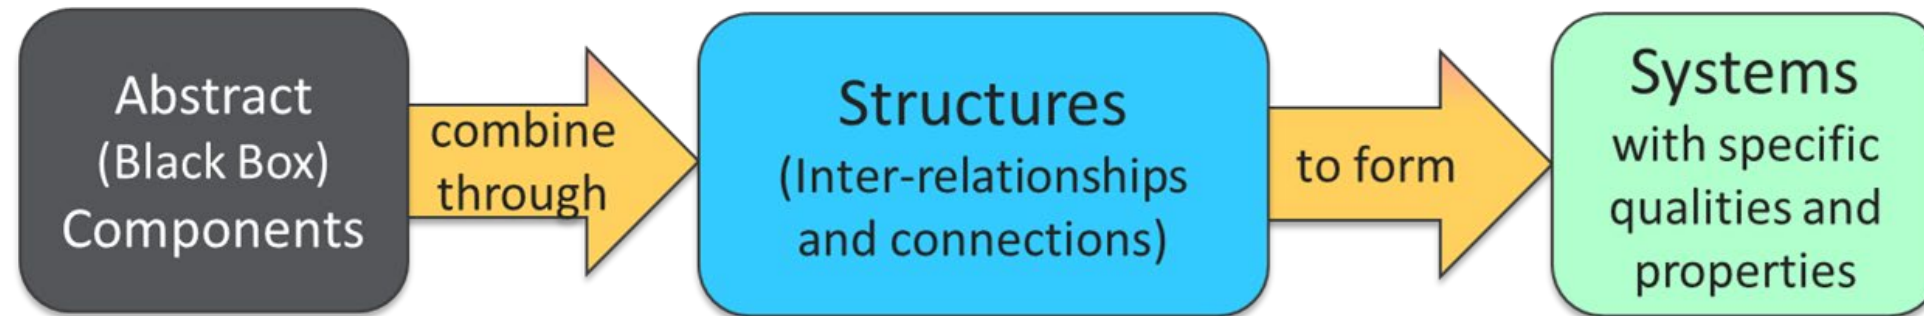 Abstract
(Black Box)
Components
combine
through
Structures
(Inter-relationships
and connections)
to form
Systems
with specific
qualities and
properties